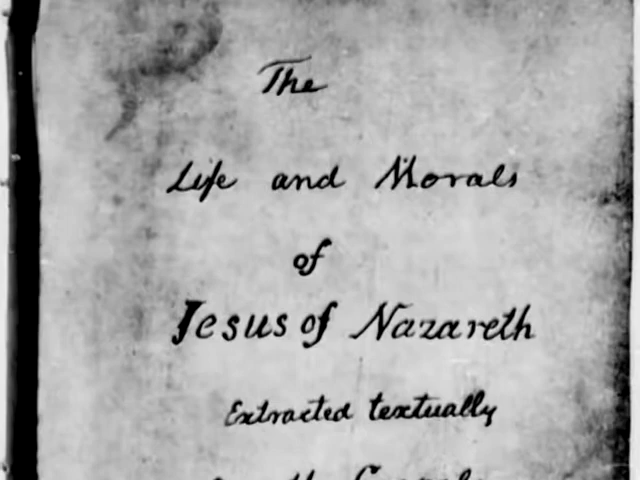 The
Life and Morals
of
Jesus of Nazareth
Extracted textually